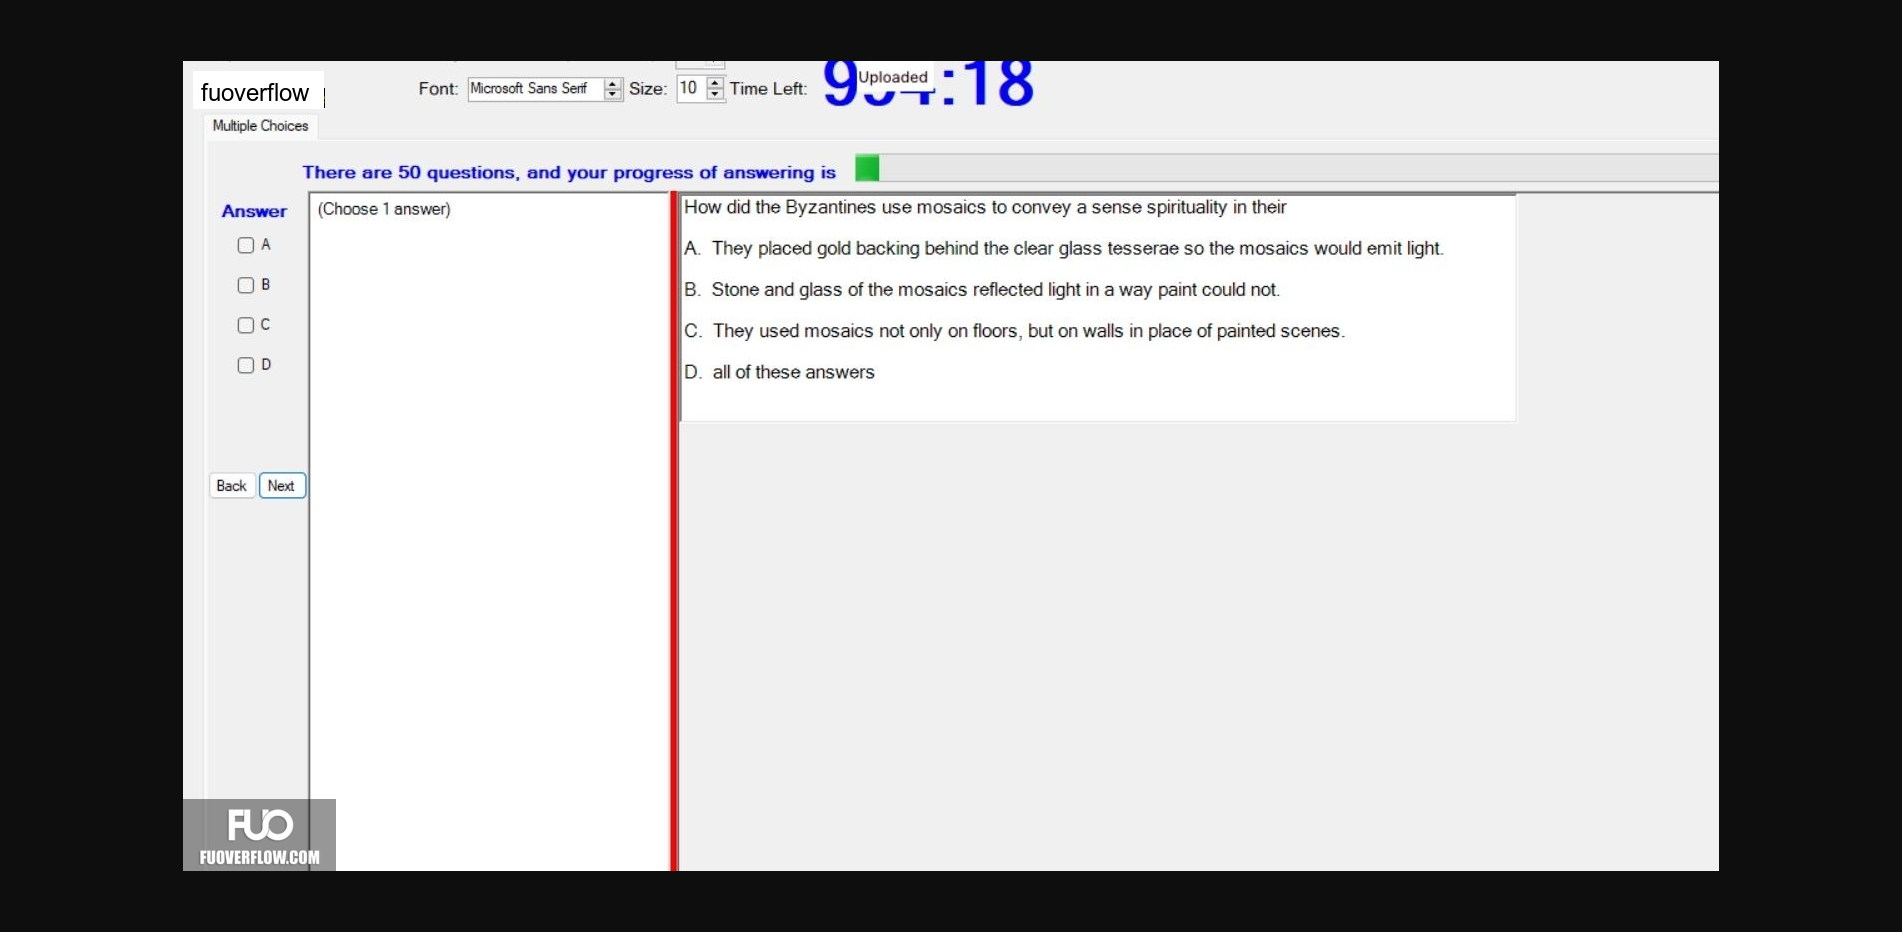 fuoverflow
Font: Microsoft Sans Serif Size: 10 Time Left: :18
Uploaded
Multiple Choices
There are 50 questions, and your progress of answering is
Answer
(Choose 1 answer)
A
B
C
D
Back Next
How did the Byzantines use mosaics to convey a sense spirituality in their
A. They placed gold backing behind the clear glass tesserae so the mosaics would emit light.
B. Stone and glass of the mosaics reflected light in a way paint could not.
C. They used mosaics not only on floors, but on walls in place of painted scenes.
D. all of these answers
FUO
FUOVERFLOW.COM